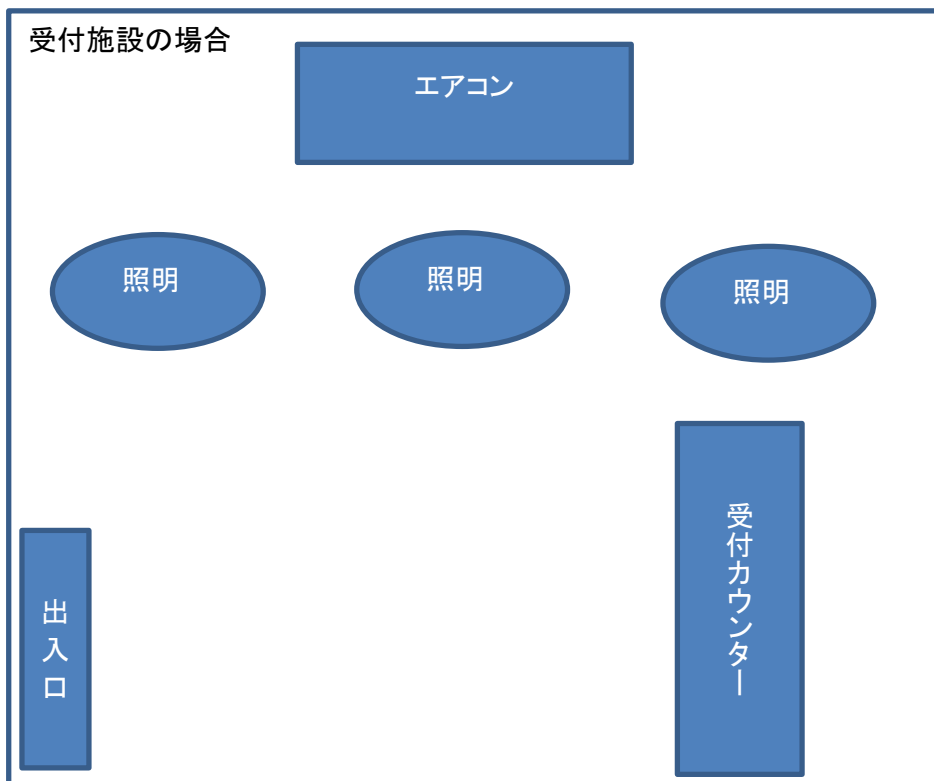 受付施設の場合
エアコン
照明
照明
照明
受付カウンター
出入口